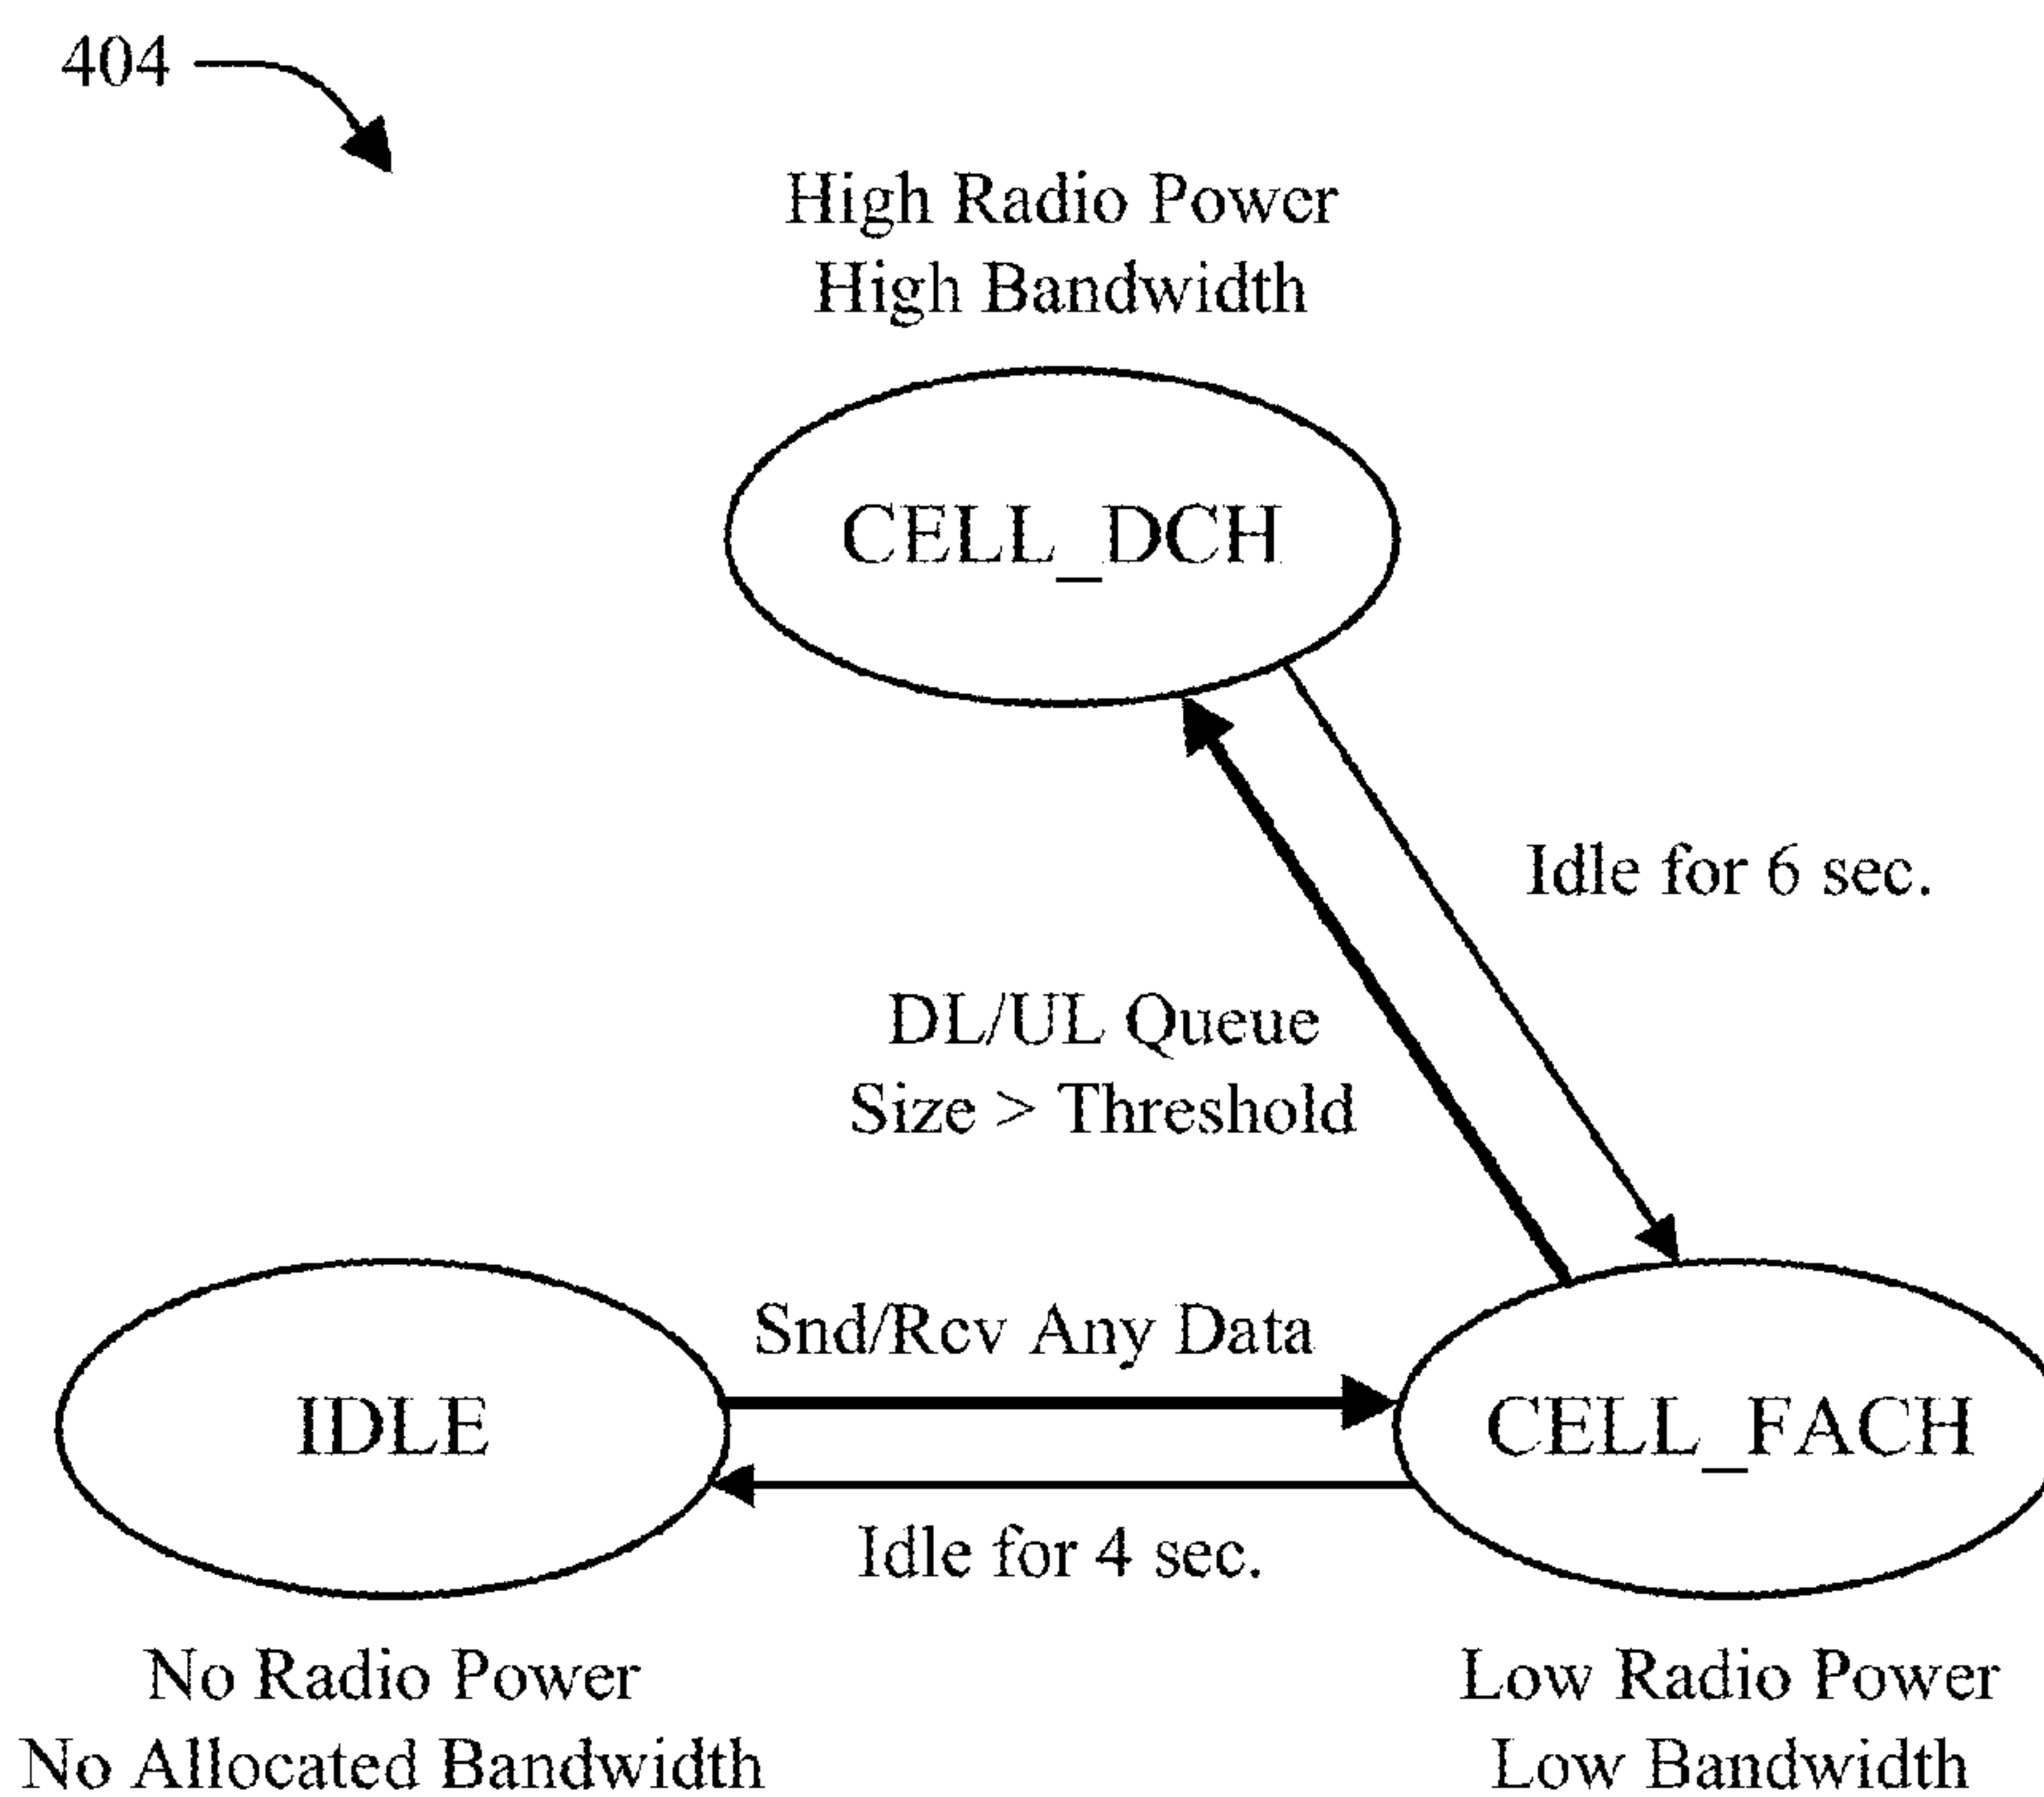 404
High Radio Power
High Bandwidth
CELL_DCH
Idle for 6 sec.
DL/UL Queue
Size > Threshold
Snd/Rcv Any Data
IDLE
CELL_FACH
Idle for 4 sec.
No Radio Power
No Allocated Bandwidth
Low Radio Power
Low Bandwidth